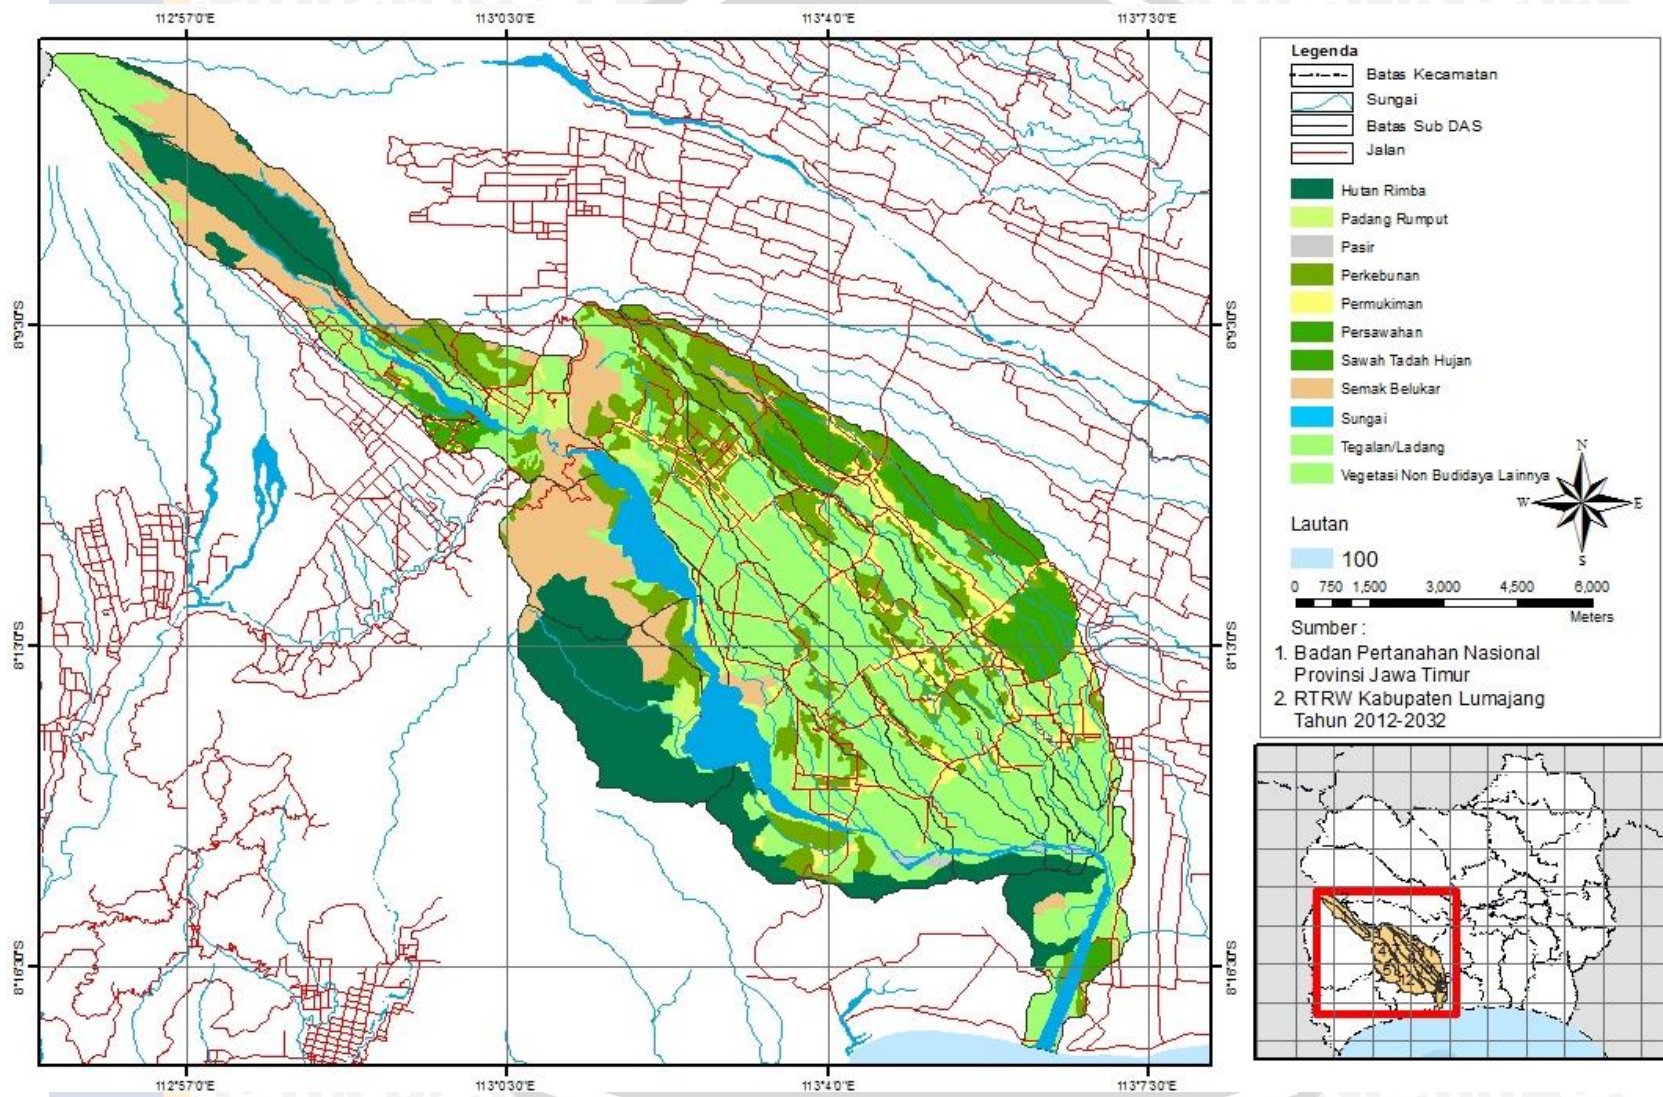 112°57'0"E 113°0'30"E 113°4'0"E 113°7'30"E
8°9'30"S
8°13'0"S
8°16'30"S
8°9'30"S
8°13'0"S
8°16'30"S
112°57'0"E 113°0'30"E 113°4'0"E 113°7'30"E
Legenda
Batas Kecamatan
Sungai
Batas Sub DAS
Jalan
Hutan Rimba
Padang Rumput
Pasir
Perkebunan
Permukiman
Persawahan
Sawah Tadah Hujan
Semak Belukar
Sungai
Tegalan/Ladang
Vegetasi Non Budidaya Lainnya
N
W E
S
Lautan
100
0 750 1,500 3,000 4,500 6,000
Meters
Sumber :
1. Badan Pertanahan Nasional
Provinsi Jawa Timur
2. RTRW Kabupaten Lumajang
Tahun 2012-2032